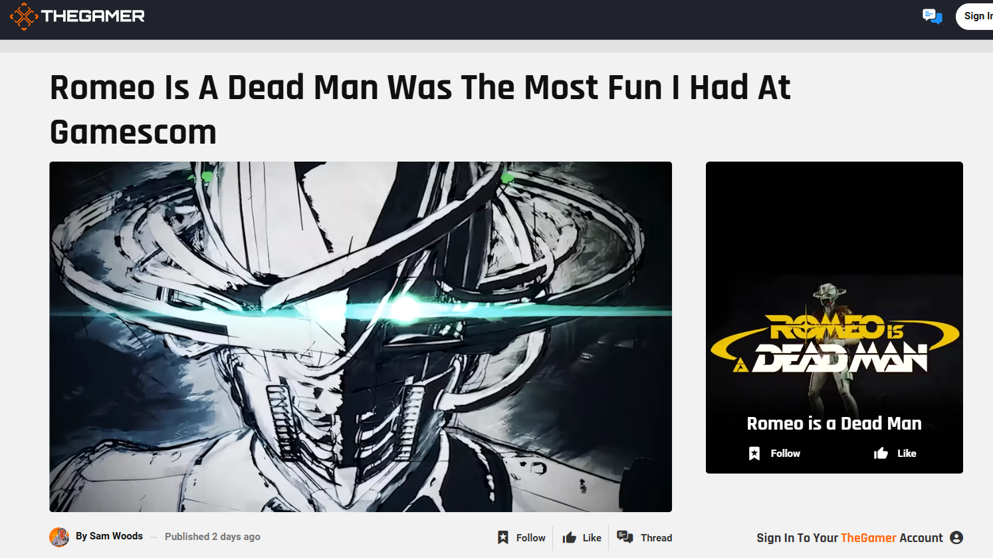 THEGAMER
Sign In
Romeo Is A Dead Man Was The Most Fun I Had At
Gamescom
ROMEO IS
A DEAD MAN
Romeo is a Dead Man
Follow
Like
By Sam Woods — Published 2 days ago
Follow
Like
Thread
Sign In To Your TheGamer Account